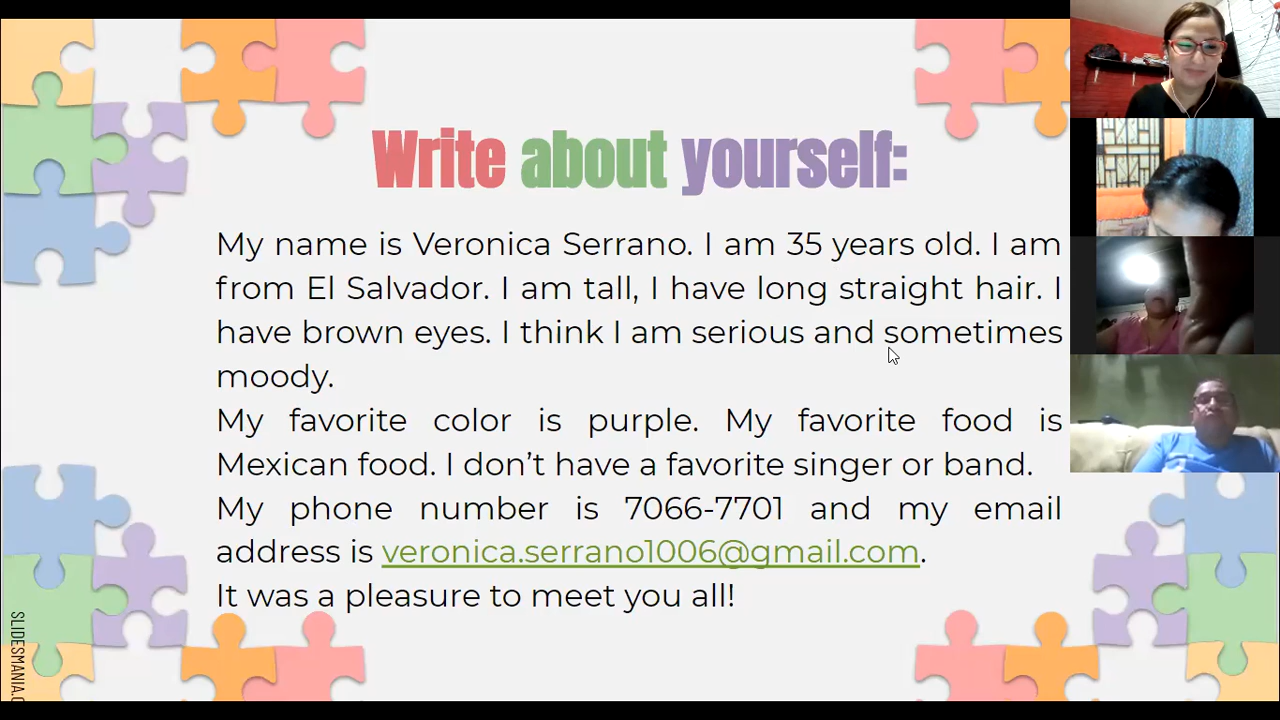 Write about yourself:
My name is Veronica Serrano. I am 35 years old. I am
from El Salvador. I am tall, I have long straight hair. I
have brown eyes. I think I am serious and sometimes
moody.
My favorite color is purple. My favorite food is
Mexican food. I don’t have a favorite singer or band.
My phone number is 7066-7701 and my email
address is veronica.serrano1006@gmail.com.
It was a pleasure to meet you all!